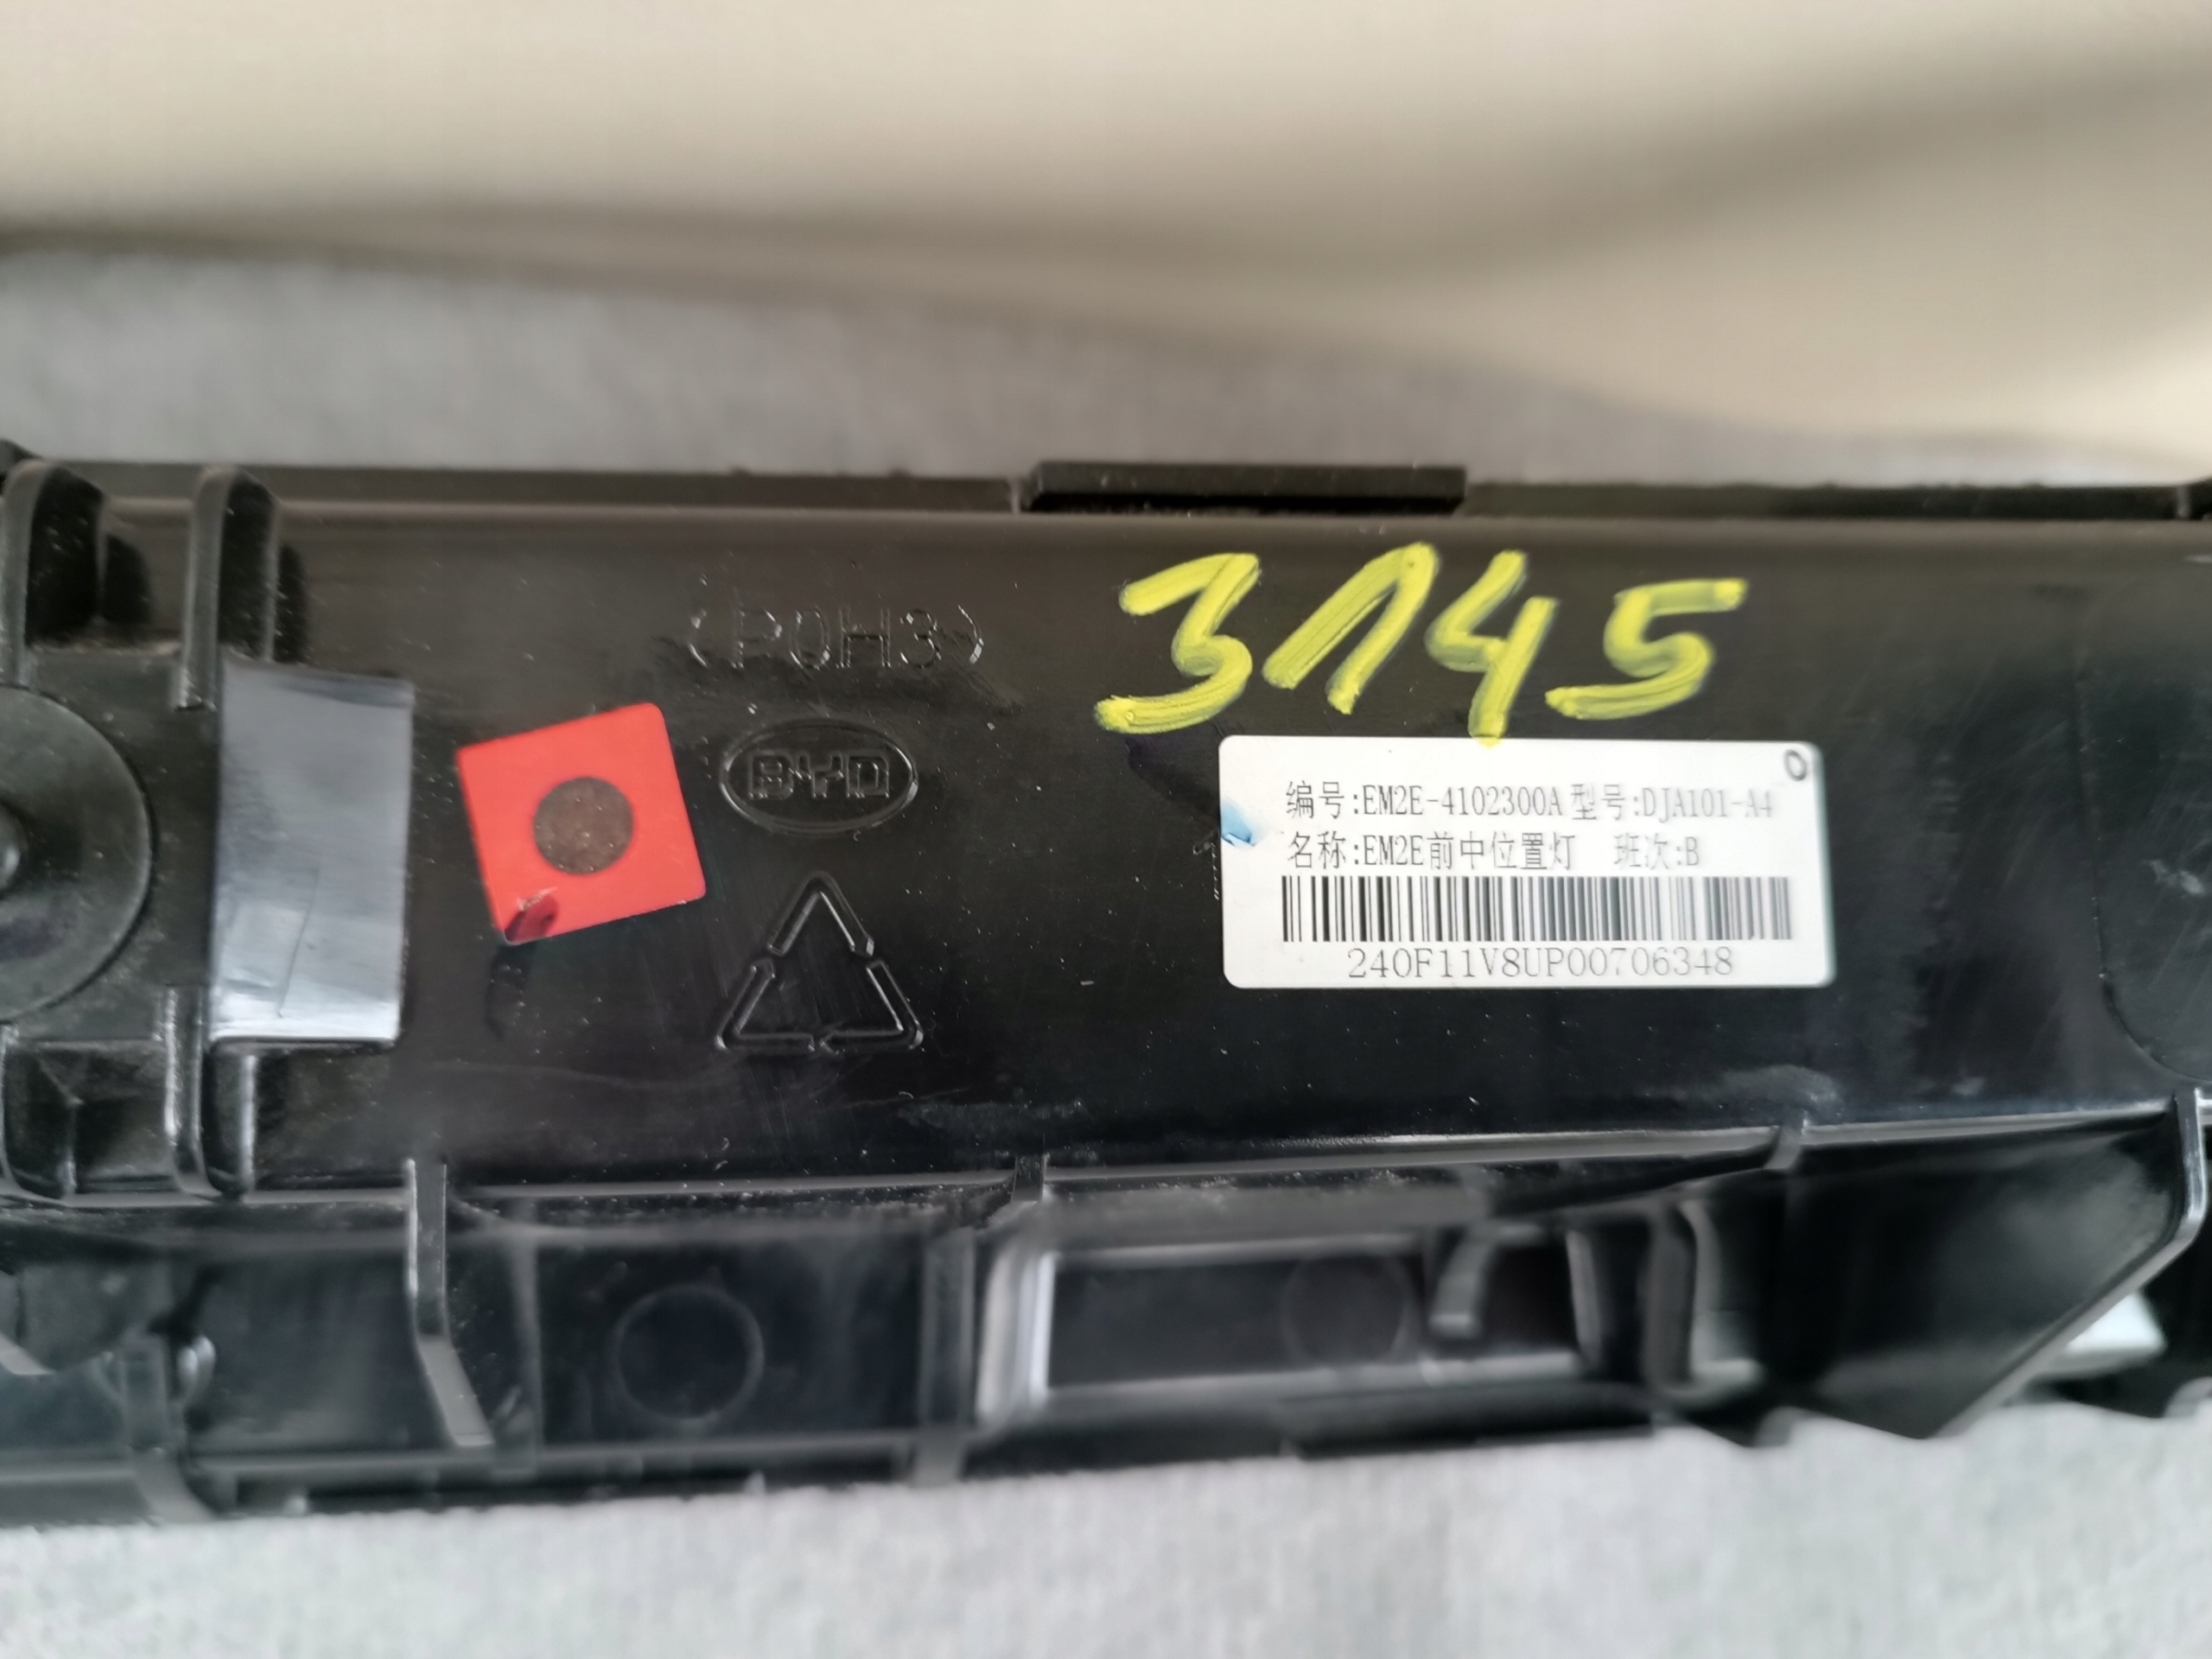 3145
(P0H3)
BYD
编号:EM2E-4102300A 型号:DJA101-A4
名称:EM2E前中位置灯 班次:B
240F11V8UP00706348